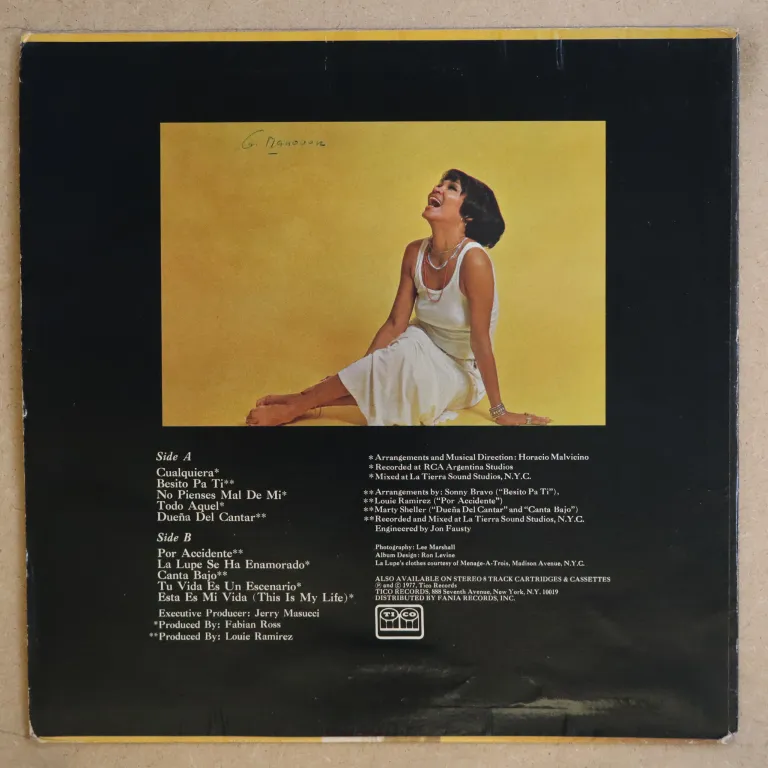 G.
Side A
Cualquiera*
Besito Pa Ti**
No Pienses Mal De Mi*
Todo Aquel*
Dueña Del Cantar**
Side B
Por Accidente**
La Lupe Se Ha Enamorado*
Canta Bajo**
Tu Vida Es Un Escenario*
Esta Es Mi Vida (This Is My Life)*
Executive Producer: Jerry Masucci
*Produced By: Fabian Ross
**Produced By: Louie Ramírez
*Arrangements and Musical Direction: Horacio Malvicino
*Recorded at RCA Argentina Studios
*Mixed at La Tierra Sound Studios, N.Y.C.
**Arrangements by: Sonny Bravo ("Besito Pa Ti"),
**Louie Ramírez ("Por Accidente")
**Marty Sheller ("Dueña Del Cantar" and "Canta Bajo")
**Recorded and Mixed at La Tierra Sound Studios, N.Y.C.
Engineered by Jon Fausty
Photography: Lee Marshall
Album Design: Ron Levine
La Lupe's clothes courtesy of Menage-A-Trois, Madison Avenue, N.Y.C.
ALSO AVAILABLE ON STEREO 8 TRACK CARTRIDGES & CASSETTES
℗ and © 1977, Tico Records
TICO RECORDS, 888 Seventh Avenue, New York, N.Y. 10019
DISTRIBUTED BY FANIA RECORDS, INC.
TICO